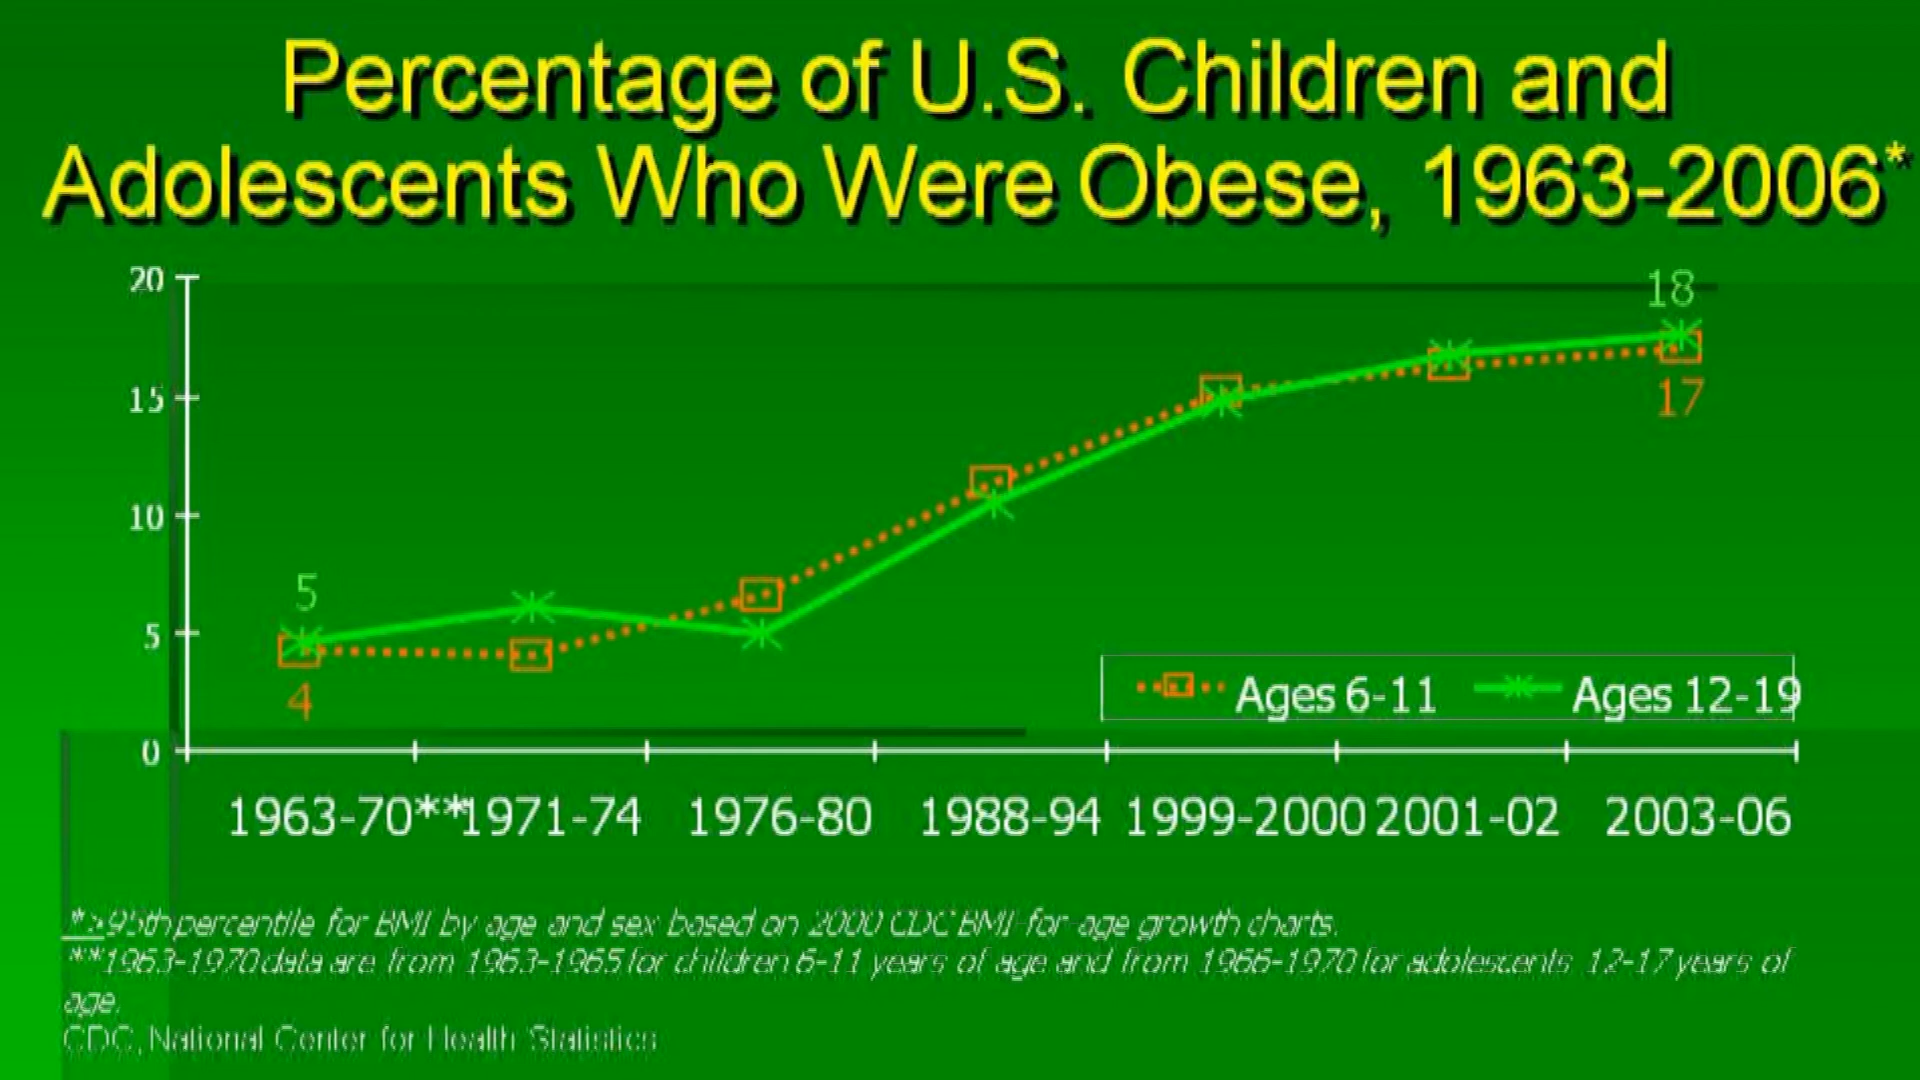 Percentage of U.S. Children and
Adolescents Who Were Obese, 1963-2006*
20
18
15
17
10
5
5
4
0
Ages 6-11 Ages 12-19
1963-70** 1971-74 1976-80 1988-94 1999-2000 2001-02 2003-06
*≥95th percentile for BMI by age and sex based on 2000 CDC BMI-for-age growth charts.
**1963-1970 data are from 1963-1965 for children 6-11 years of age and from 1966-1970 for adolescents 12-17 years of
age.
CDC, National Center for Health Statistics